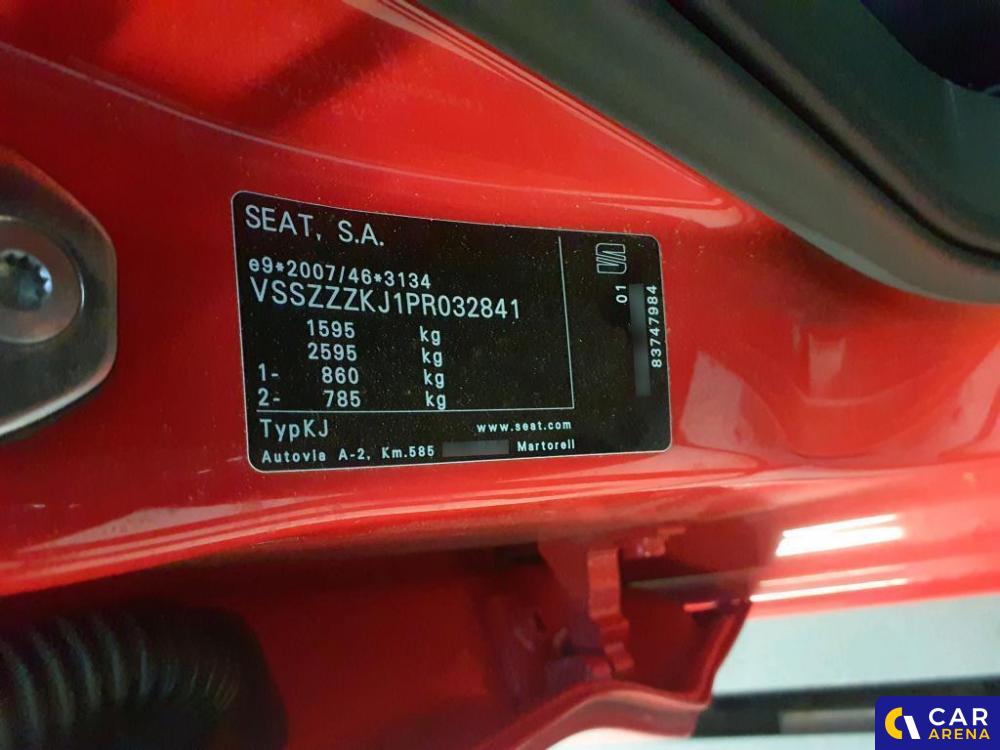 SEAT, S.A.
e9*2007/46*3134
VSSZZZKJ1PR032841
1595 kg
2595 kg
1- 860 kg
2- 785 kg
TypKJ www.seat.com
Autovia A-2, Km.585 Martorell
01
83747984
CAR
ARENA